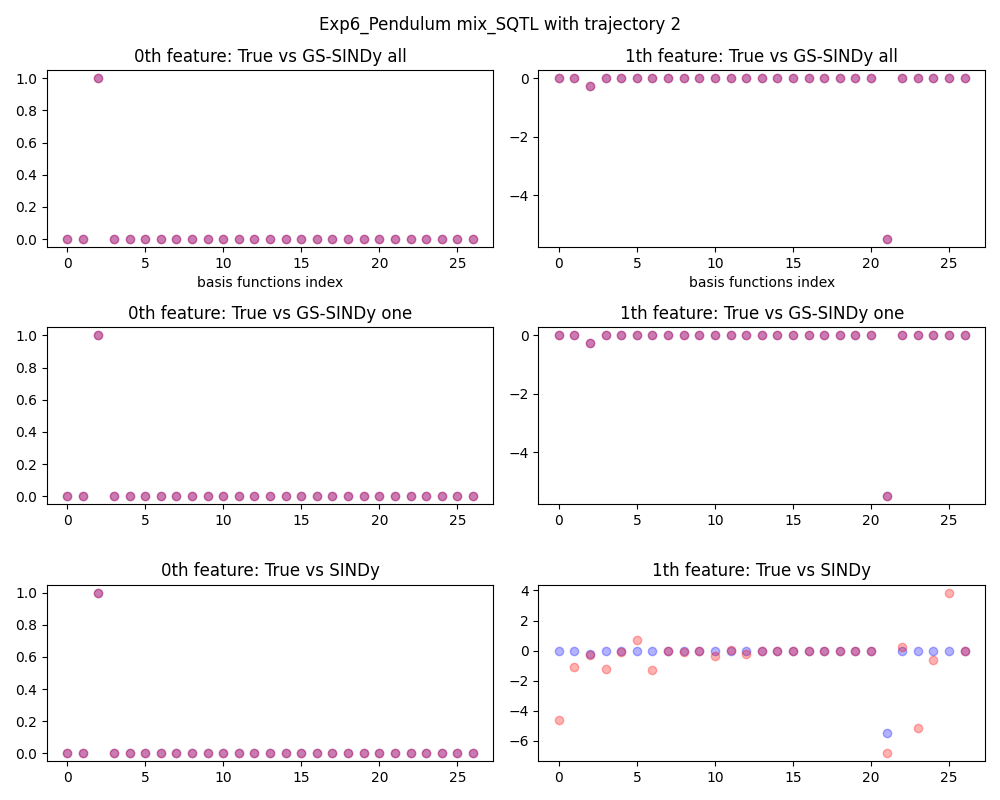 Exp6_Pendulum mix_SQTL with trajectory 2
0th feature: True vs GS-SINDy all
1.0
0.8
0.6
0.4
0.2
0.0
0 5 10 15 20 25
basis functions index
1th feature: True vs GS-SINDy all
0
−2
−4
0 5 10 15 20 25
basis functions index
0th feature: True vs GS-SINDy one
1.0
0.8
0.6
0.4
0.2
0.0
0 5 10 15 20 25
1th feature: True vs GS-SINDy one
0
−2
−4
0 5 10 15 20 25
0th feature: True vs SINDy
1.0
0.8
0.6
0.4
0.2
0.0
0 5 10 15 20 25
1th feature: True vs SINDy
4
2
0
−2
−4
−6
0 5 10 15 20 25